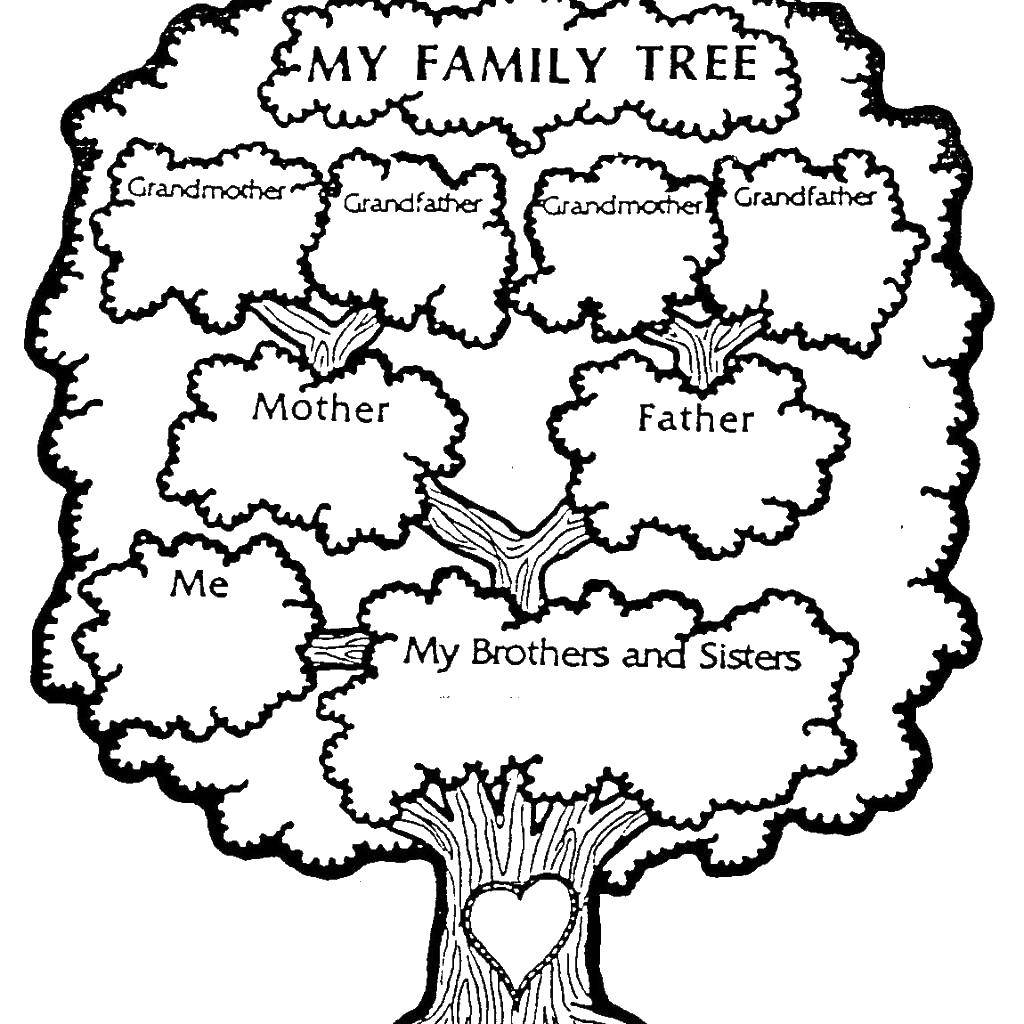 MY FAMILY TREE
Grandmother
Grandfather
Grandmother
Grandfather
Mother
Father
Me
My Brothers and Sisters